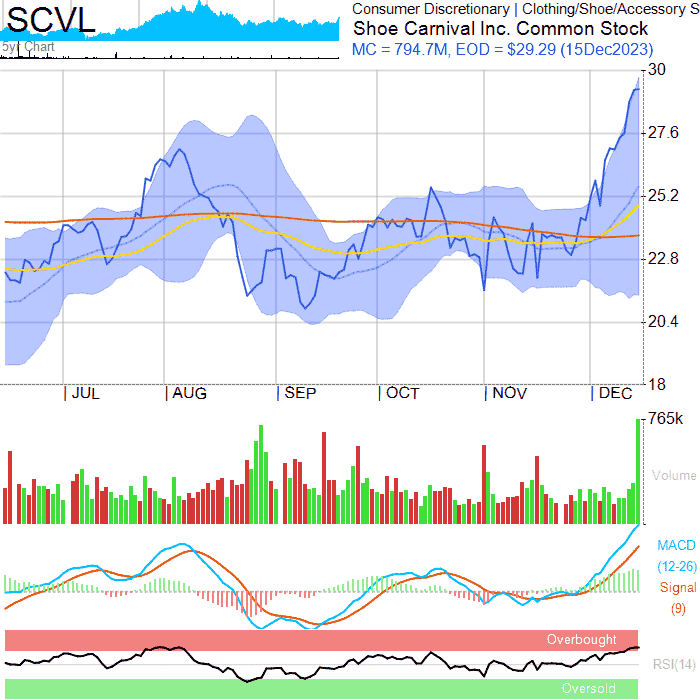 SCVL
5yr Chart
Consumer Discretionary | Clothing/Shoe/Accessory S
Shoe Carnival Inc. Common Stock
MC = 794.7M, EOD = $29.29 (15Dec2023)
30
27.6
25.2
22.8
20.4
18
| JUL | AUG | SEP | OCT | NOV | DEC
765k
Volume
MACD
(12-26)
Signal
(9)
Overbought
RSI(14)
Oversold